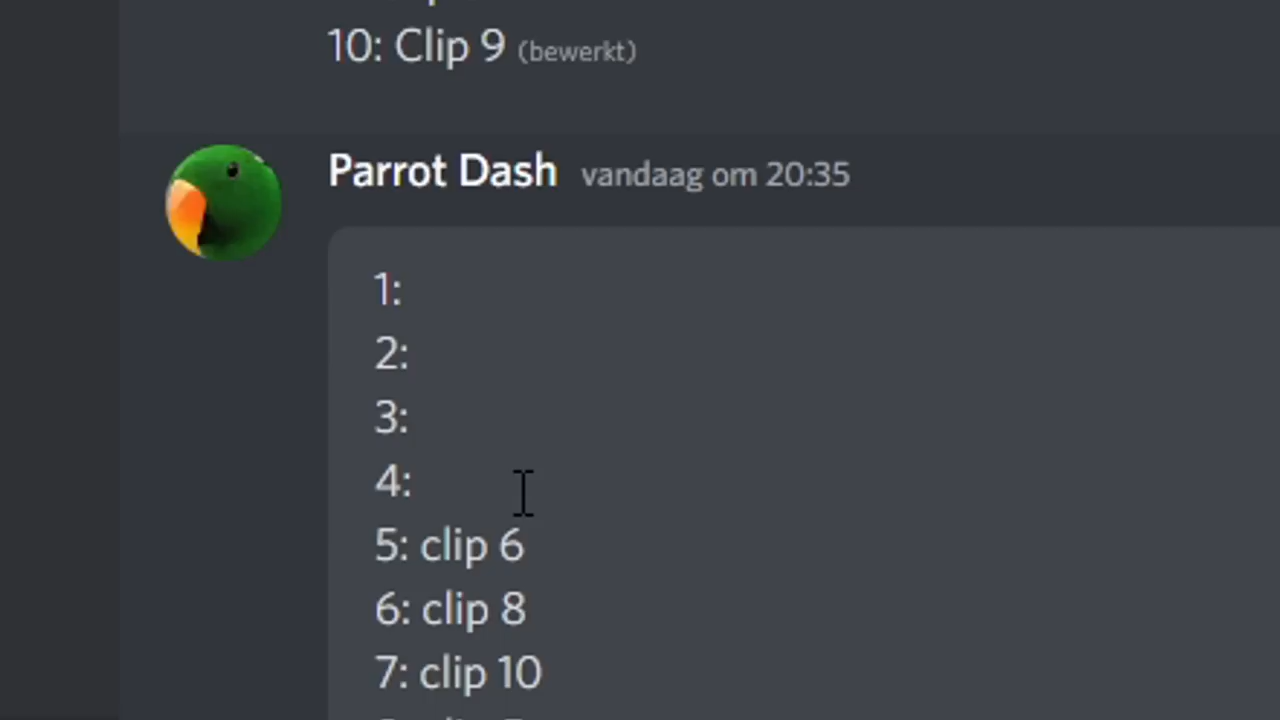 10: Clip 9 (bewerkt)
Parrot Dash vandaag om 20:35
1:
2:
3:
4:
5: clip 6
6: clip 8
7: clip 10